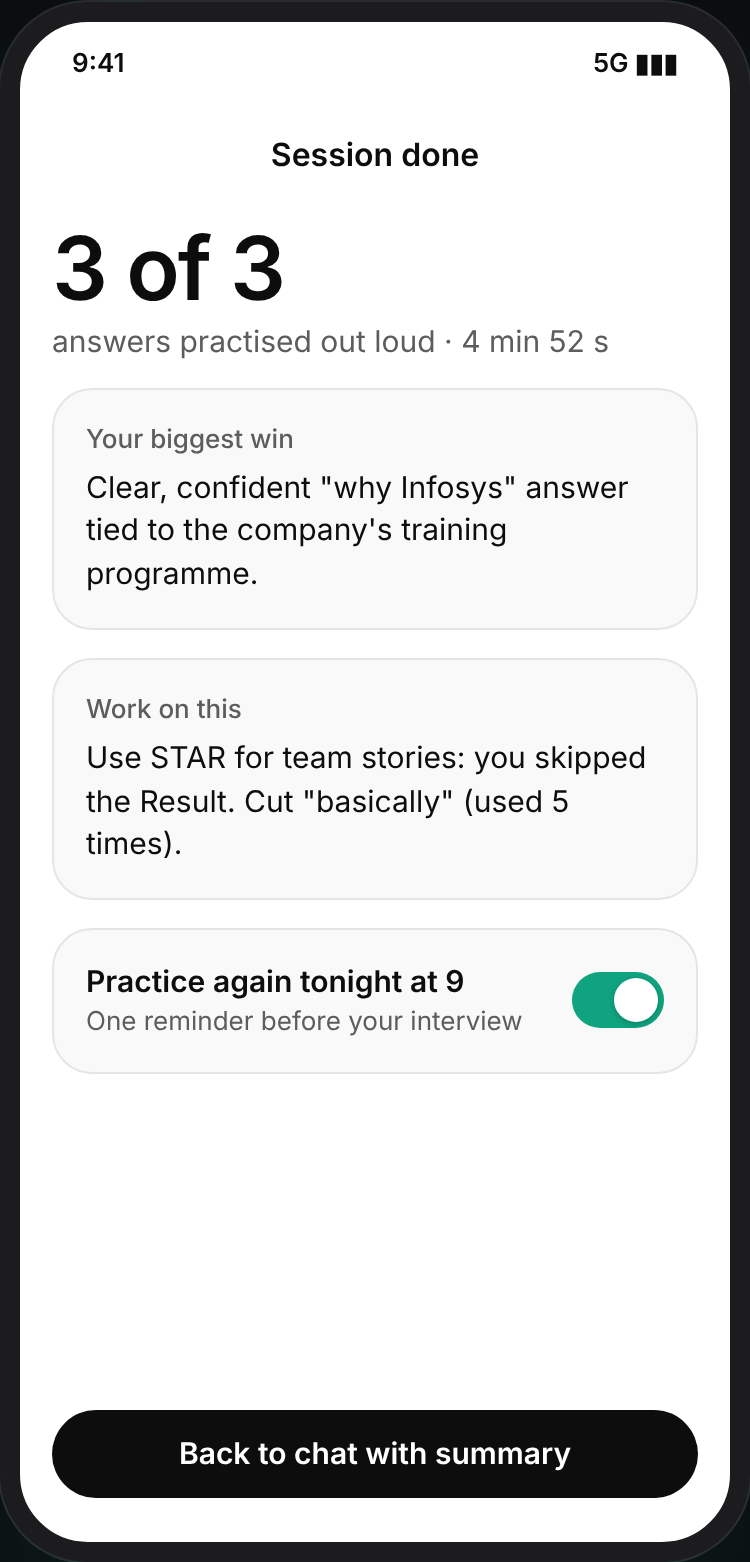 9:41
5G
Session done
3 of 3
answers practised out loud · 4 min 52 s
Your biggest win
Clear, confident "why Infosys" answer
tied to the company's training
programme.
Work on this
Use STAR for team stories: you skipped
the Result. Cut "basically" (used 5
times).
Practice again tonight at 9
One reminder before your interview
Back to chat with summary